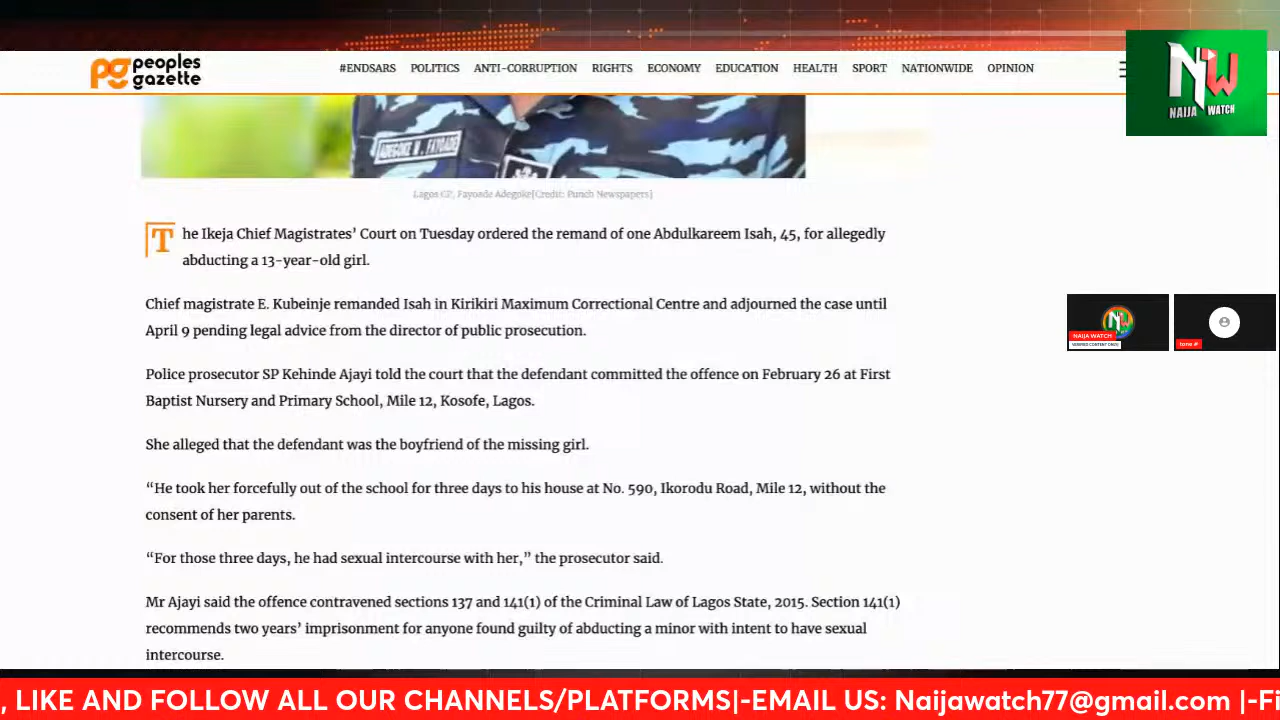 peoples
gazette
#ENDSARS POLITICS ANTI-CORRUPTION RIGHTS ECONOMY EDUCATION HEALTH SPORT NATIONWIDE OPINION
NW
NAIJA WATCH
ADEGOKE M. FAYOADE
Lagos CP, Fayoade Adegoke[Credit: Punch Newspapers]
The Ikeja Chief Magistrates’ Court on Tuesday ordered the remand of one Abdulkareem Isah, 45, for allegedly
abducting a 13-year-old girl.
Chief magistrate E. Kubeinje remanded Isah in Kirikiri Maximum Correctional Centre and adjourned the case until
April 9 pending legal advice from the director of public prosecution.
NAIJA WATCH
tone #
Police prosecutor SP Kehinde Ajayi told the court that the defendant committed the offence on February 26 at First
Baptist Nursery and Primary School, Mile 12, Kosofe, Lagos.
She alleged that the defendant was the boyfriend of the missing girl.
“He took her forcefully out of the school for three days to his house at No. 590, Ikorodu Road, Mile 12, without the
consent of her parents.
“For those three days, he had sexual intercourse with her,” the prosecutor said.
Mr Ajayi said the offence contravened sections 137 and 141(1) of the Criminal Law of Lagos State, 2015. Section 141(1)
recommends two years’ imprisonment for anyone found guilty of abducting a minor with intent to have sexual
intercourse.
, LIKE AND FOLLOW ALL OUR CHANNELS/PLATFORMS|-EMAIL US: Naijawatch77@gmail.com |-Fi